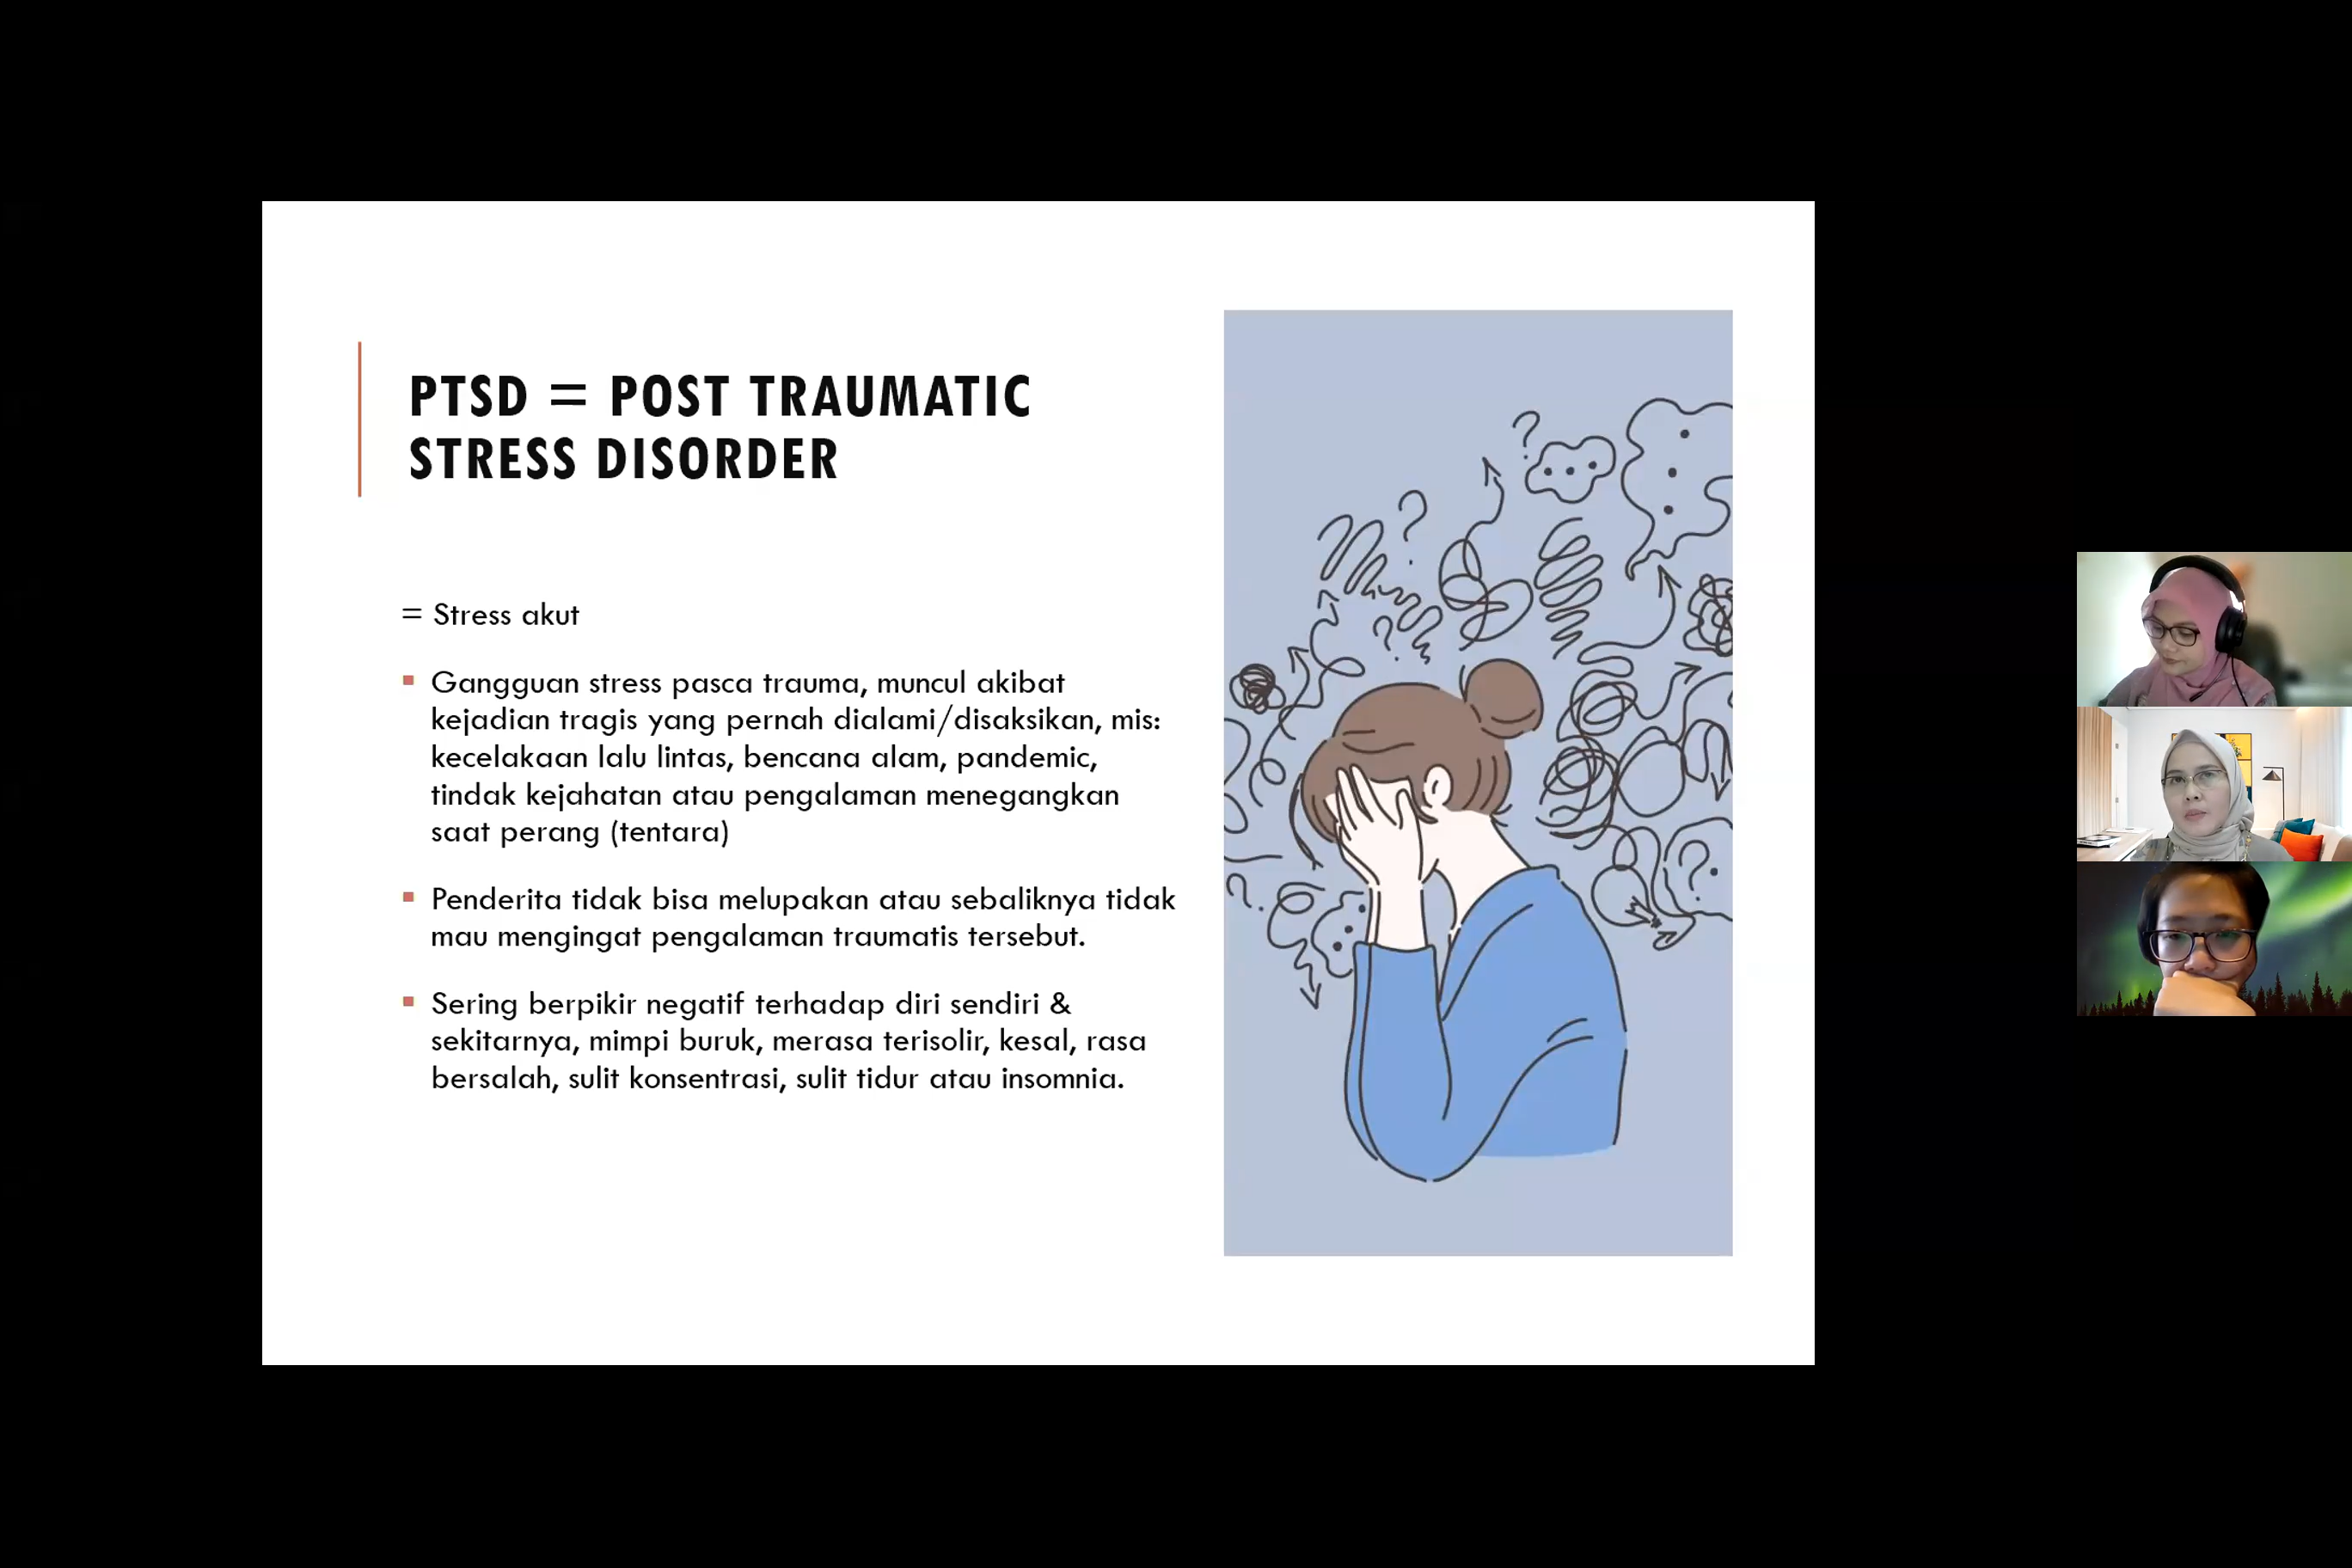 PTSD = POST TRAUMATIC
STRESS DISORDER
= Stress akut
▪ Gangguan stress pasca trauma, muncul akibat
kejadian tragis yang pernah dialami/disaksikan, mis:
kecelakaan lalu lintas, bencana alam, pandemic,
tindak kejahatan atau pengalaman menegangkan
saat perang (tentara)
▪ Penderita tidak bisa melupakan atau sebaliknya tidak
mau mengingat pengalaman traumatis tersebut.
▪ Sering berpikir negatif terhadap diri sendiri &
sekitarnya, mimpi buruk, merasa terisolir, kesal, rasa
bersalah, sulit konsentrasi, sulit tidur atau insomnia.